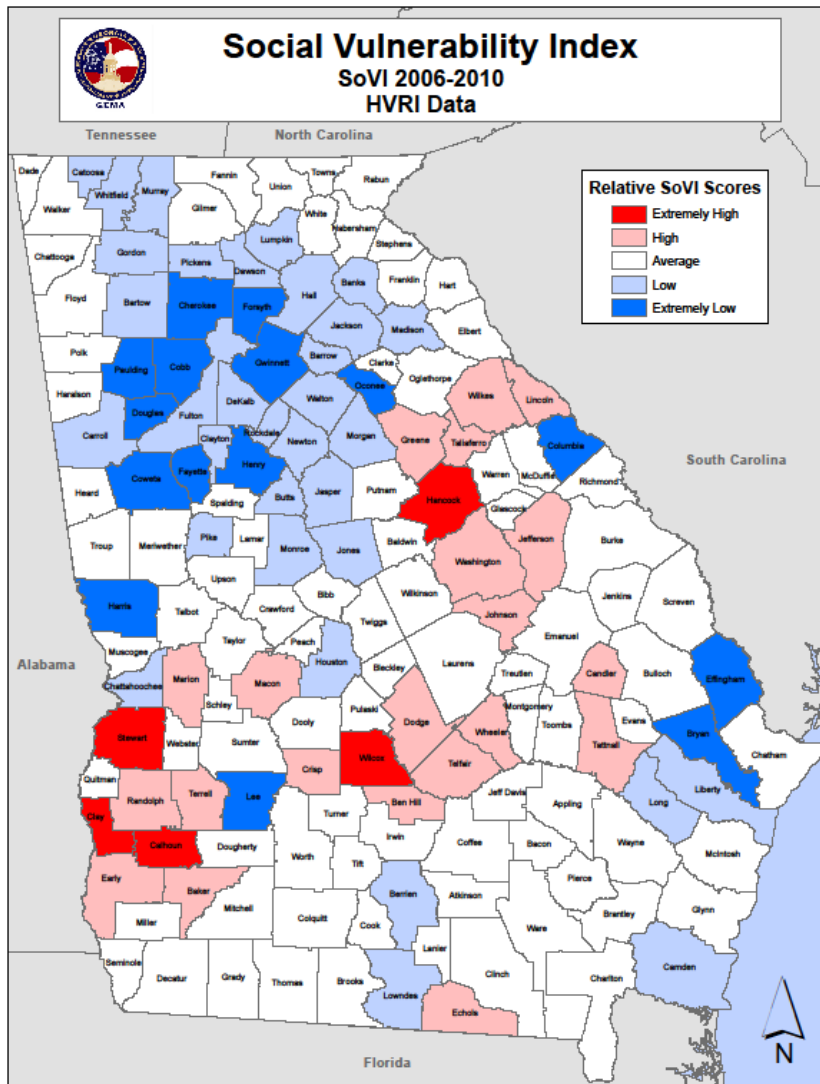 Social Vulnerability Index
SoVI 2006-2010
HVRI Data
GEMA
Tennessee
North Carolina
Relative SoVI Scores
Extremely High
High
Average
Low
Extremely Low
Dade
Catoosa
Whitfield
Murray
Fannin
Union
Towns
Rabun
Walker
Gilmer
White
Habersham
Stephens
Lumpkin
Chattooga
Gordon
Pickens
Dawson
Franklin
Hart
Banks
Hall
Floyd
Bartow
Cherokee
Forsyth
Jackson
Madison
Elbert
Polk
Paulding
Cobb
Gwinnett
Barrow
Clarke
Oglethorpe
Oconee
Wilkes
Lincoln
Haralson
Douglas
Fulton
DeKalb
Walton
Carroll
Clayton
Rockdale
Newton
Morgan
Greene
Taliaferro
Columbia
South Carolina
Heard
Coweta
Fayette
Henry
Spalding
Butts
Jasper
Putnam
Hancock
Warren
McDuffie
Richmond
Glascock
Troup
Meriwether
Pike
Lamar
Monroe
Jones
Baldwin
Washington
Jefferson
Burke
Upson
Bibb
Wilkinson
Jenkins
Screven
Harris
Talbot
Crawford
Twiggs
Johnson
Emanuel
Muscogee
Taylor
Peach
Houston
Bleckley
Laurens
Treutlen
Candler
Bulloch
Effingham
Alabama
Chattahoochee
Marion
Macon
Schley
Dooly
Pulaski
Dodge
Wheeler
Montgomery
Toombs
Evans
Tattnall
Bryan
Chatham
Stewart
Webster
Sumter
Wilcox
Telfair
Quitman
Crisp
Randolph
Terrell
Lee
Ben Hill
Jeff Davis
Appling
Long
Liberty
Clay
Calhoun
Dougherty
Turner
Irwin
Coffee
Bacon
Wayne
McIntosh
Worth
Tift
Early
Baker
Mitchell
Berrien
Atkinson
Pierce
Brantley
Glynn
Miller
Colquitt
Cook
Ware
Lanier
Seminole
Decatur
Grady
Thomas
Brooks
Lowndes
Clinch
Charlton
Camden
Echols
Florida
N